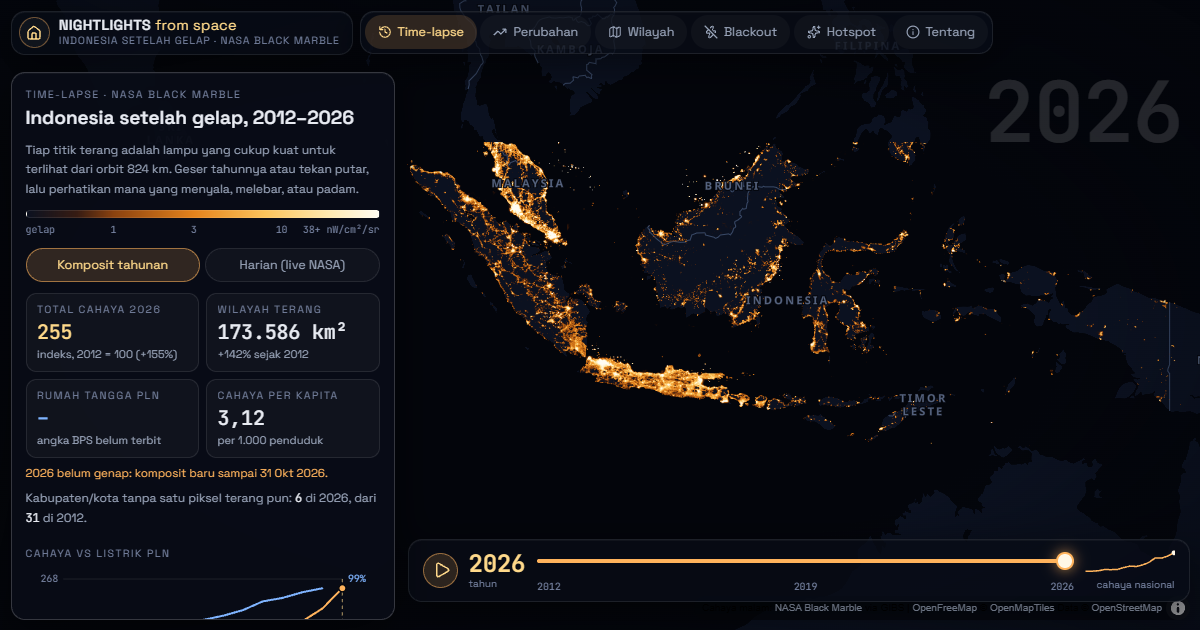 NIGHTLIGHTS from space
INDONESIA SETELAH GELAP · NASA BLACK MARBLE
Time-lapse
Perubahan
Wilayah
Blackout
Hotspot
Tentang
TAILAN
KAMBOJA
FILIPINA
2026
TIME-LAPSE · NASA BLACK MARBLE
Indonesia setelah gelap, 2012–2026
Tiap titik terang adalah lampu yang cukup kuat untuk
terlihat dari orbit 824 km. Geser tahunnya atau tekan putar,
lalu perhatikan mana yang menyala, melebar, atau padam.
gelap 1 3 10 38+ nW/cm²/sr
Komposit tahunan
Harian (live NASA)
TOTAL CAHAYA 2026
255
indeks, 2012 = 100 (+155%)
WILAYAH TERANG
173.586 km²
+142% sejak 2012
RUMAH TANGGA PLN
–
angka BPS belum terbit
CAHAYA PER KAPITA
3,12
per 1.000 penduduk
2026 belum genap: komposit baru sampai 31 Okt 2026.
Kabupaten/kota tanpa satu piksel terang pun: 6 di 2026, dari
31 di 2012.
CAHAYA VS LISTRIK PLN
268
99%
MALAYSIA
BRUNEI
INDONESIA
TIMOR
LESTE
2026
tahun
2012 2019 2026
cahaya nasional
NASA Black Marble OpenFreeMap OpenMapTiles OpenStreetMap